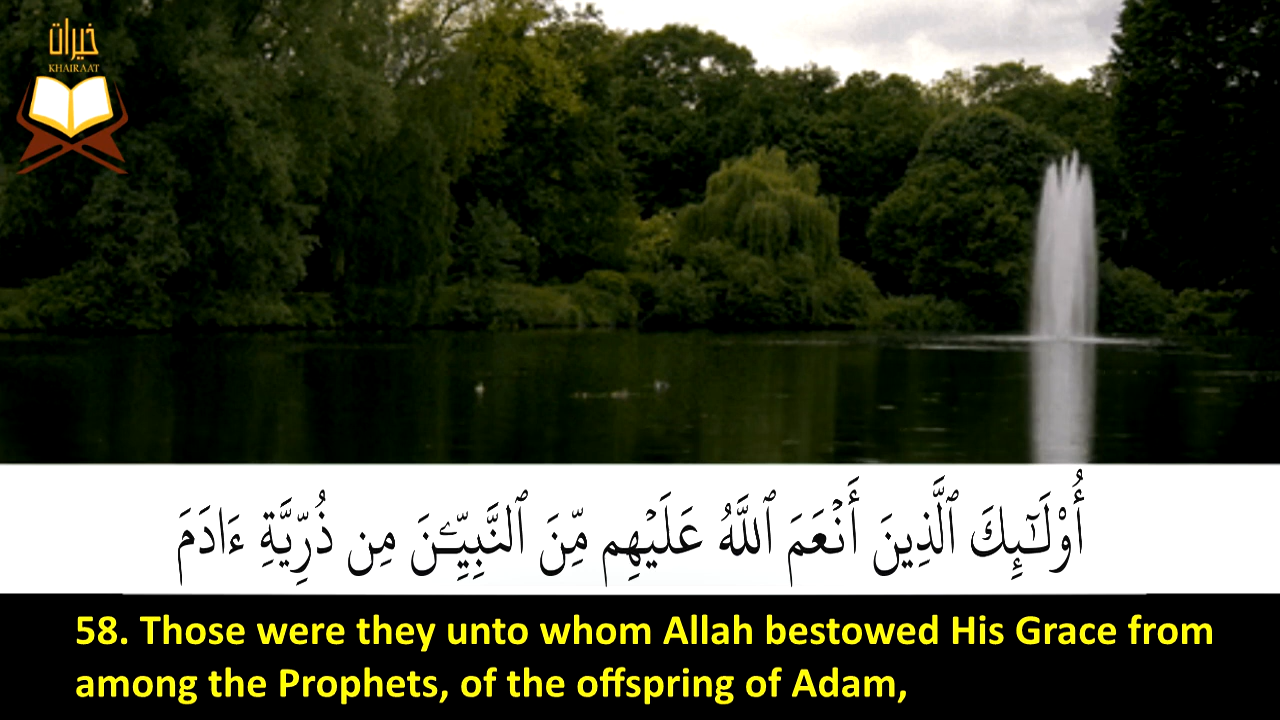 خيرات
KHAIRAAT
أُوْلَـٰٓئِكَ ٱلَّذِينَ أَنْعَمَ ٱللَّهُ عَلَيْهِم مِّنَ ٱلنَّبِيِّـۧنَ مِن ذُرِّيَّةِ ءَادَمَ
58. Those were they unto whom Allah bestowed His Grace from
among the Prophets, of the offspring of Adam,